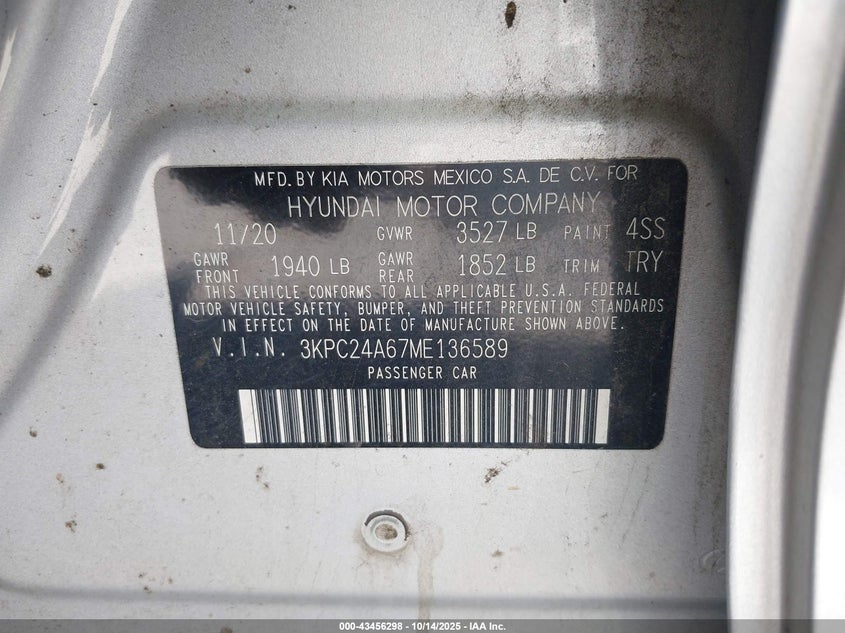 MFD. BY KIA MOTORS MEXICO S.A. DE C.V. FOR
HYUNDAI MOTOR COMPANY
11/20 GVWR 3527 LB PAINT 4SS
GAWR FRONT 1940 LB GAWR REAR 1852 LB TRIM TRY
THIS VEHICLE CONFORMS TO ALL APPLICABLE U.S.A. FEDERAL
MOTOR VEHICLE SAFETY, BUMPER, AND THEFT PREVENTION STANDARDS
IN EFFECT ON THE DATE OF MANUFACTURE SHOWN ABOVE.
V.I.N. 3KPC24A67ME136589
PASSENGER CAR
000-43456298 - 10/14/2025 - IAA Inc.